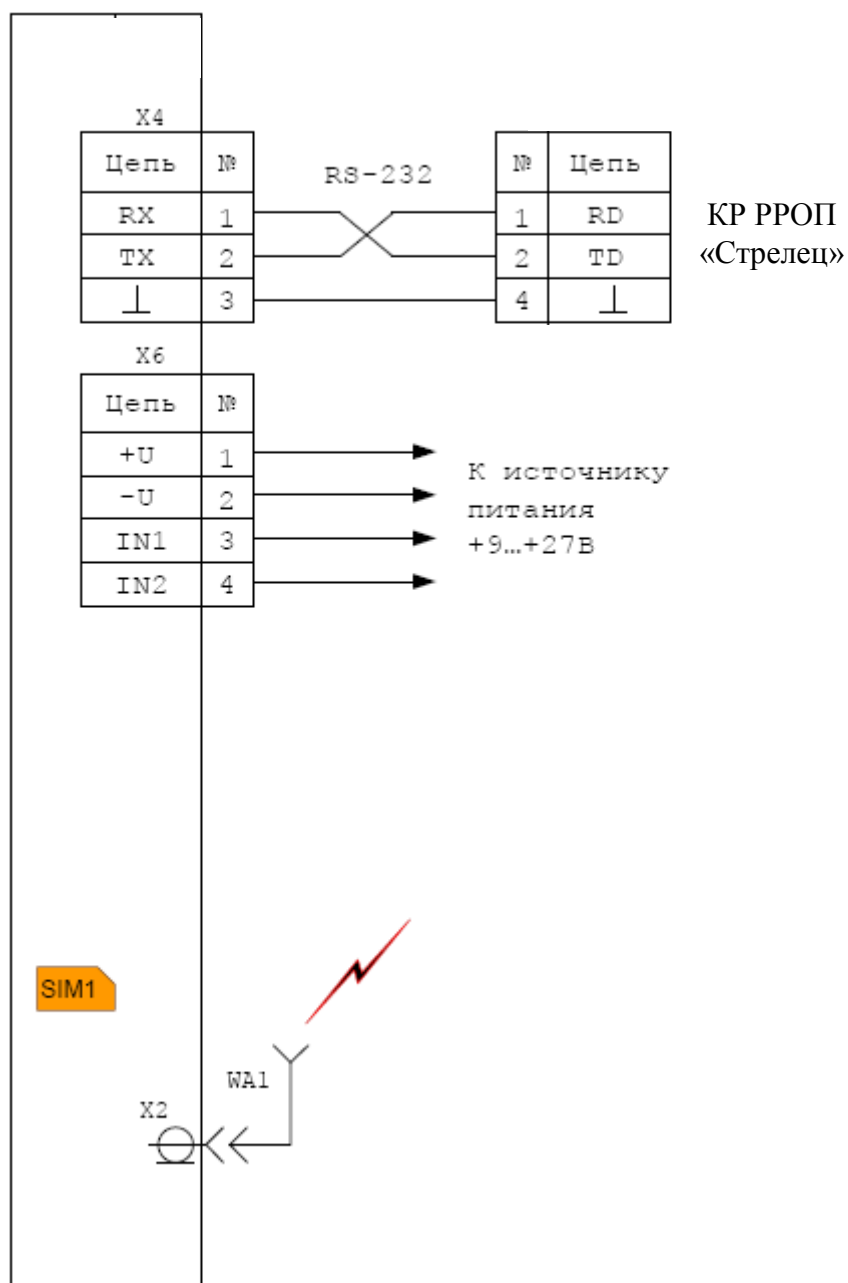 X4
Цепь № RS-232 № Цепь
RX 1 1 RD
TX 2 2 TD
⊥ 3 4 ⊥
КР РРОП
«Стрелец»
X6
Цепь №
+U 1
-U 2
IN1 3
IN2 4
К источнику
питания
+9…+27В
SIM1
WA1
X2